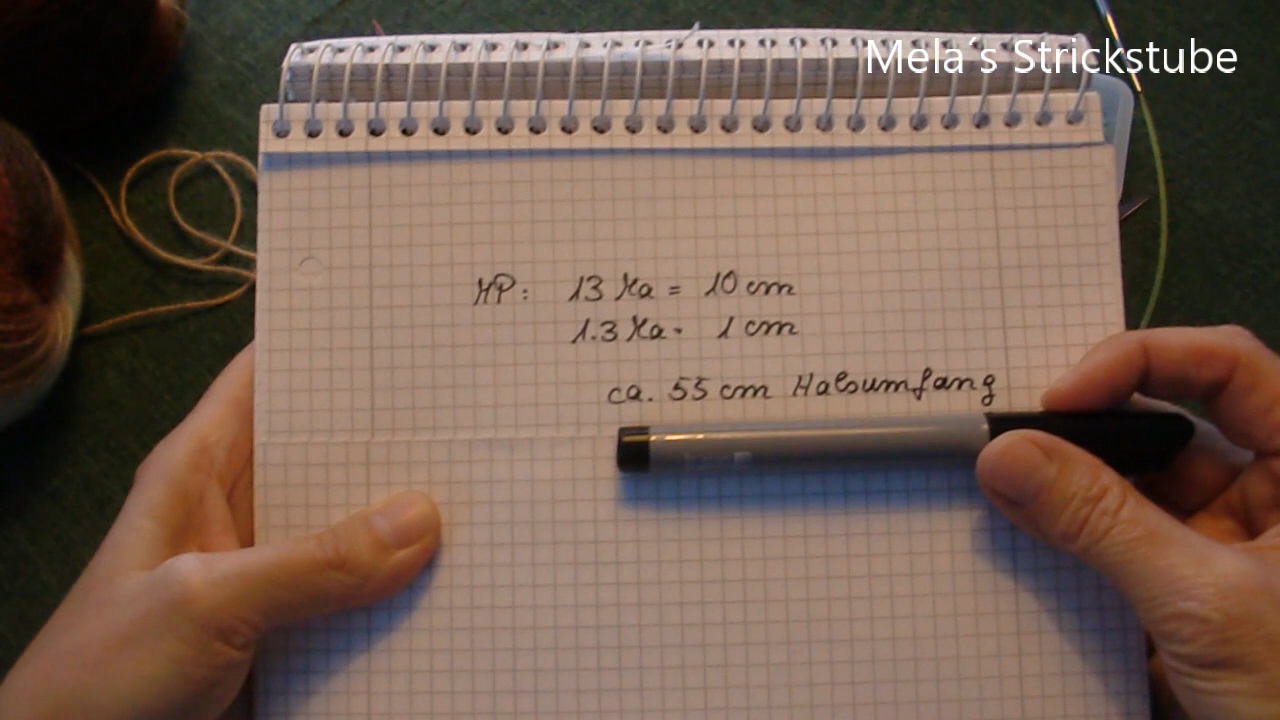 Mela´s Strickstube
MP: 13 Ma = 10 cm
1.3 Ma = 1 cm
ca. 55 cm Halsumfang